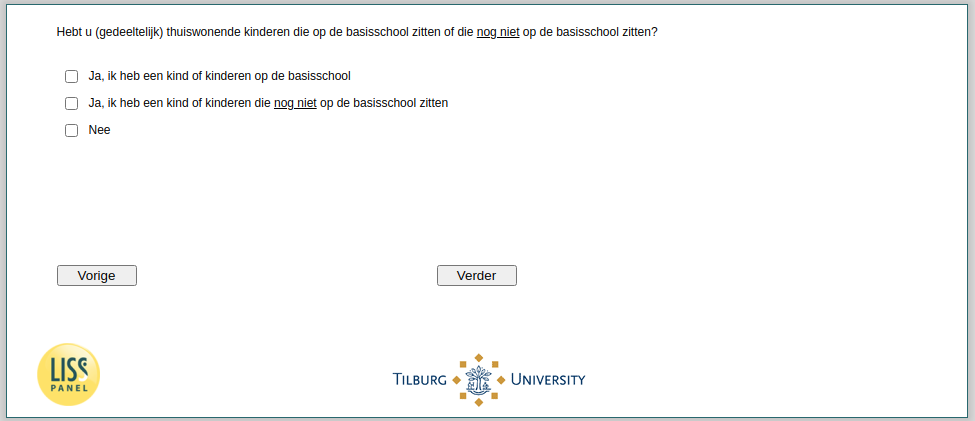 Hebt u (gedeeltelijk) thuiswonende kinderen die op de basisschool zitten of die nog niet op de basisschool zitten?
Ja, ik heb een kind of kinderen op de basisschool
Ja, ik heb een kind of kinderen die nog niet op de basisschool zitten
Nee
Vorige
Verder
LISS
PANEL
TILBURG UNIVERSITY